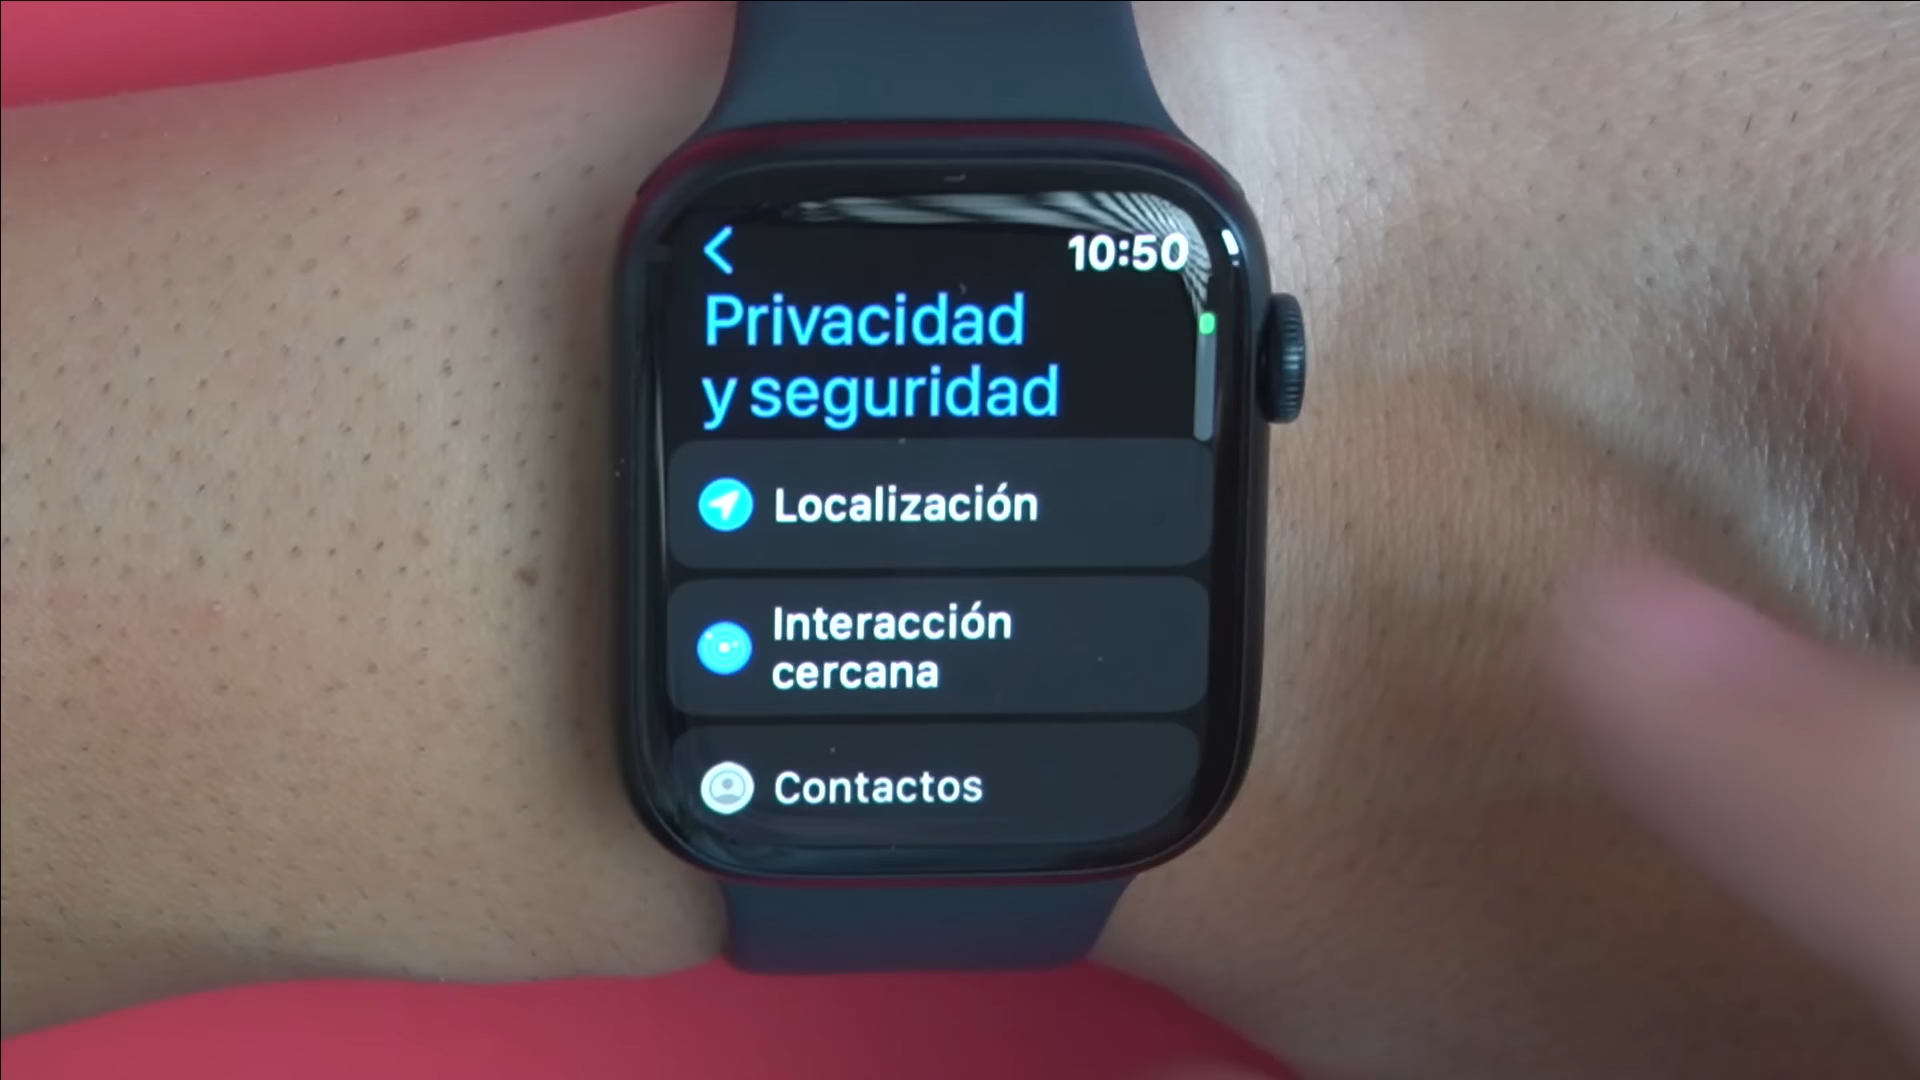 10:50
Privacidad
y seguridad
Localización
Interacción
cercana
Contactos